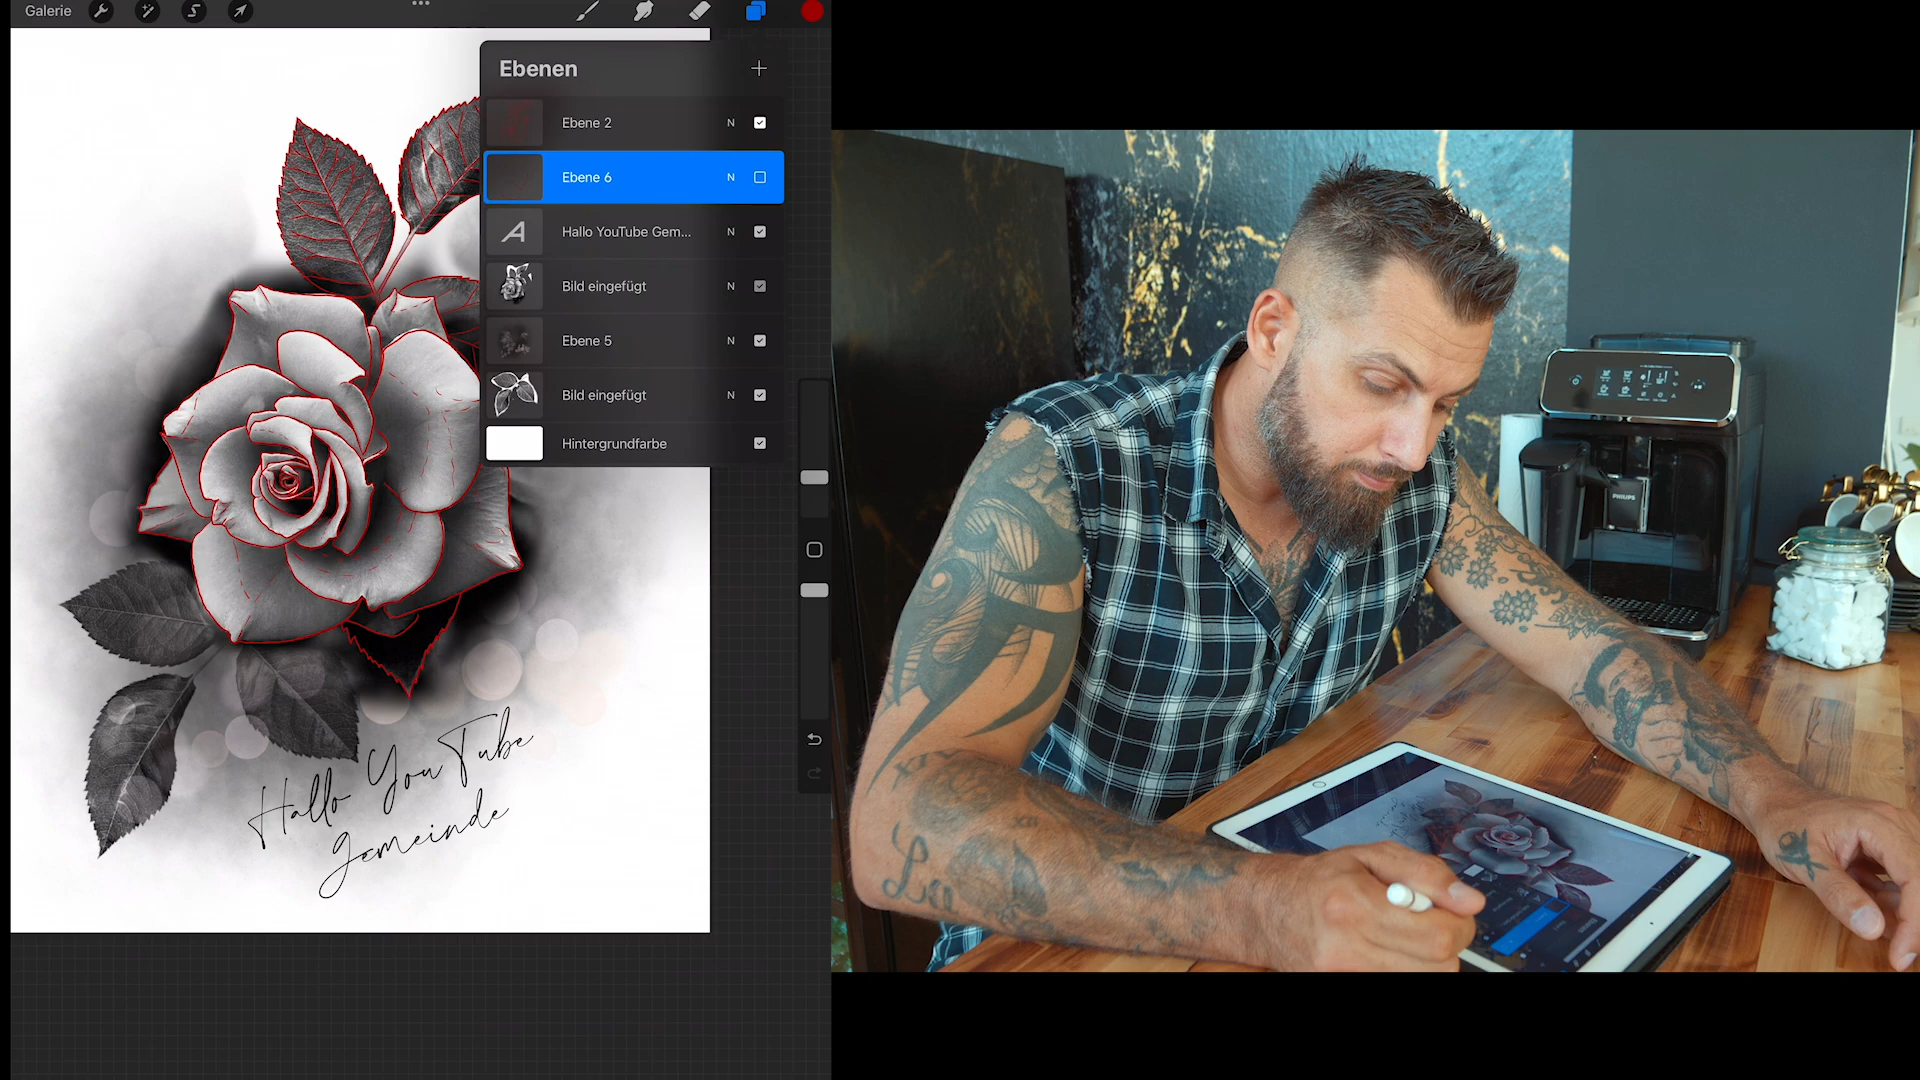 Galerie
Ebenen
Ebene 2 N
Ebene 6 N
A Hallo YouTube Gem... N
Bild eingefügt N
Ebene 5 N
Bild eingefügt N
Hintergrundfarbe
Hallo YouTube
Gemeinde
PHILIPS